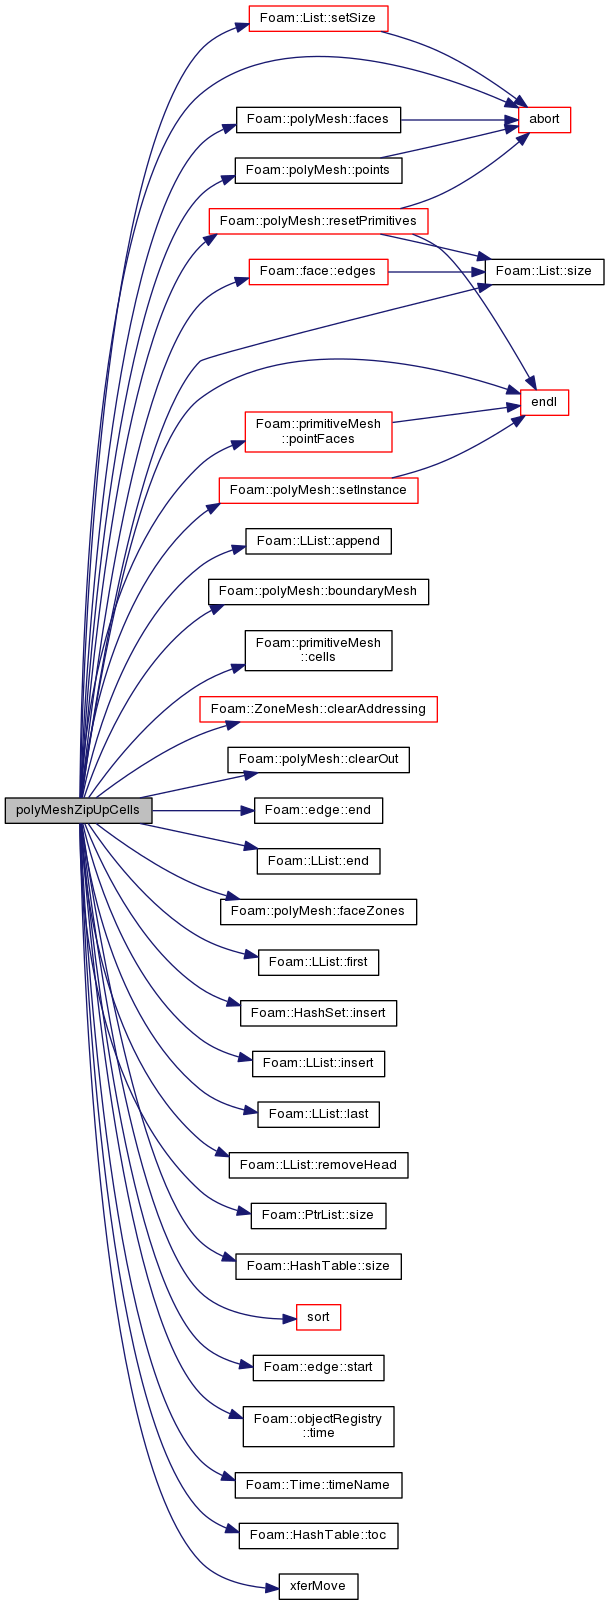 Foam::List::setSize
Foam::polyMesh::faces
abort
Foam::polyMesh::points
Foam::polyMesh::resetPrimitives
Foam::face::edges
Foam::List::size
endl
Foam::primitiveMesh
::pointFaces
Foam::polyMesh::setInstance
Foam::LList::append
Foam::polyMesh::boundaryMesh
Foam::primitiveMesh
::cells
Foam::ZoneMesh::clearAddressing
Foam::polyMesh::clearOut
polyMeshZipUpCells
Foam::edge::end
Foam::LList::end
Foam::polyMesh::faceZones
Foam::LList::first
Foam::HashSet::insert
Foam::LList::insert
Foam::LList::last
Foam::LList::removeHead
Foam::PtrList::size
Foam::HashTable::size
sort
Foam::edge::start
Foam::objectRegistry
::time
Foam::Time::timeName
Foam::HashTable::toc
xferMove